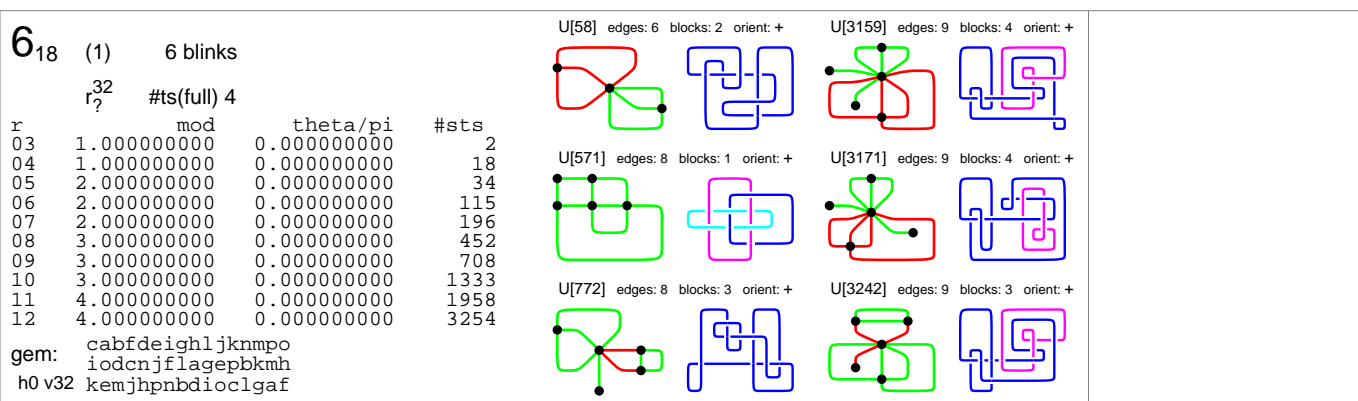 6₁₈ (1) 6 blinks
r³²? #ts(full) 4
r mod theta/pi #sts
03 1.000000000 0.000000000 2
04 1.000000000 0.000000000 18
05 2.000000000 0.000000000 34
06 2.000000000 0.000000000 115
07 2.000000000 0.000000000 196
08 3.000000000 0.000000000 452
09 3.000000000 0.000000000 708
10 3.000000000 0.000000000 1333
11 4.000000000 0.000000000 1958
12 4.000000000 0.000000000 3254
gem: cabfdeighljknmpo
iodcnjflagepbkmh
h0 v32 kemjhpnbdioclgaf
U[58] edges: 6 blocks: 2 orient: +
U[3159] edges: 9 blocks: 4 orient: +
U[571] edges: 8 blocks: 1 orient: +
U[3171] edges: 9 blocks: 4 orient: +
U[772] edges: 8 blocks: 3 orient: +
U[3242] edges: 9 blocks: 3 orient: +